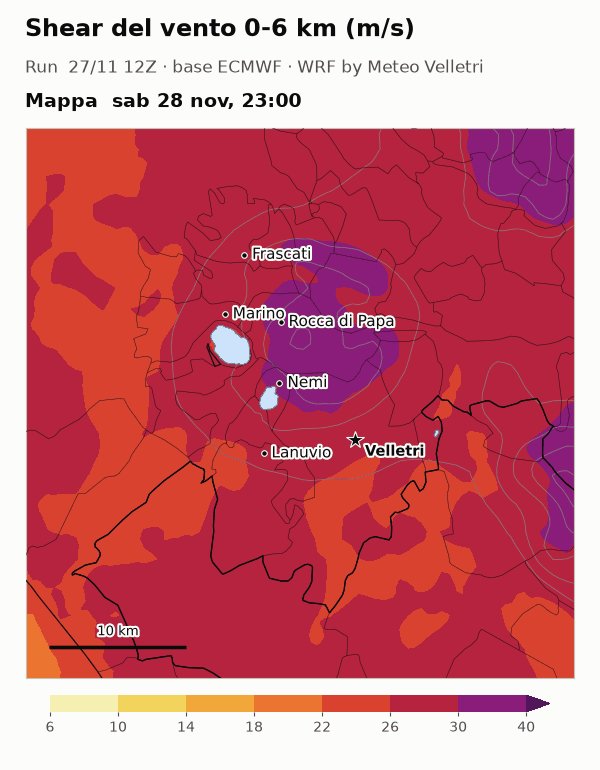 Shear del vento 0-6 km (m/s)
Run  27/11 12Z · base ECMWF · WRF by Meteo Velletri
Mappa  sab 28 nov, 23:00
Frascati
Marino
Rocca di Papa
Nemi
Velletri
Lanuvio
10 km
6 10 14 18 22 26 30 40